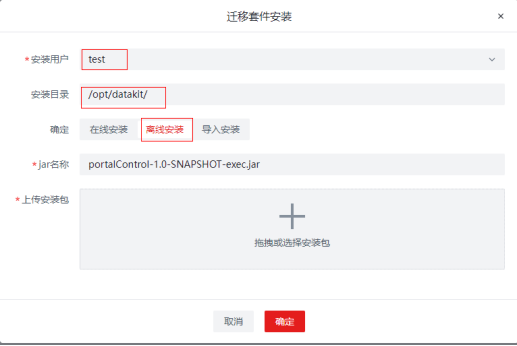 迁移套件安装
×
* 安装用户 test
安装目录 /opt/datakit/
确定 在线安装 离线安装 导入安装
* jar名称 portalControl-1.0-SNAPSHOT-exec.jar
* 上传安装包
拖拽或选择安装包
取消 确定